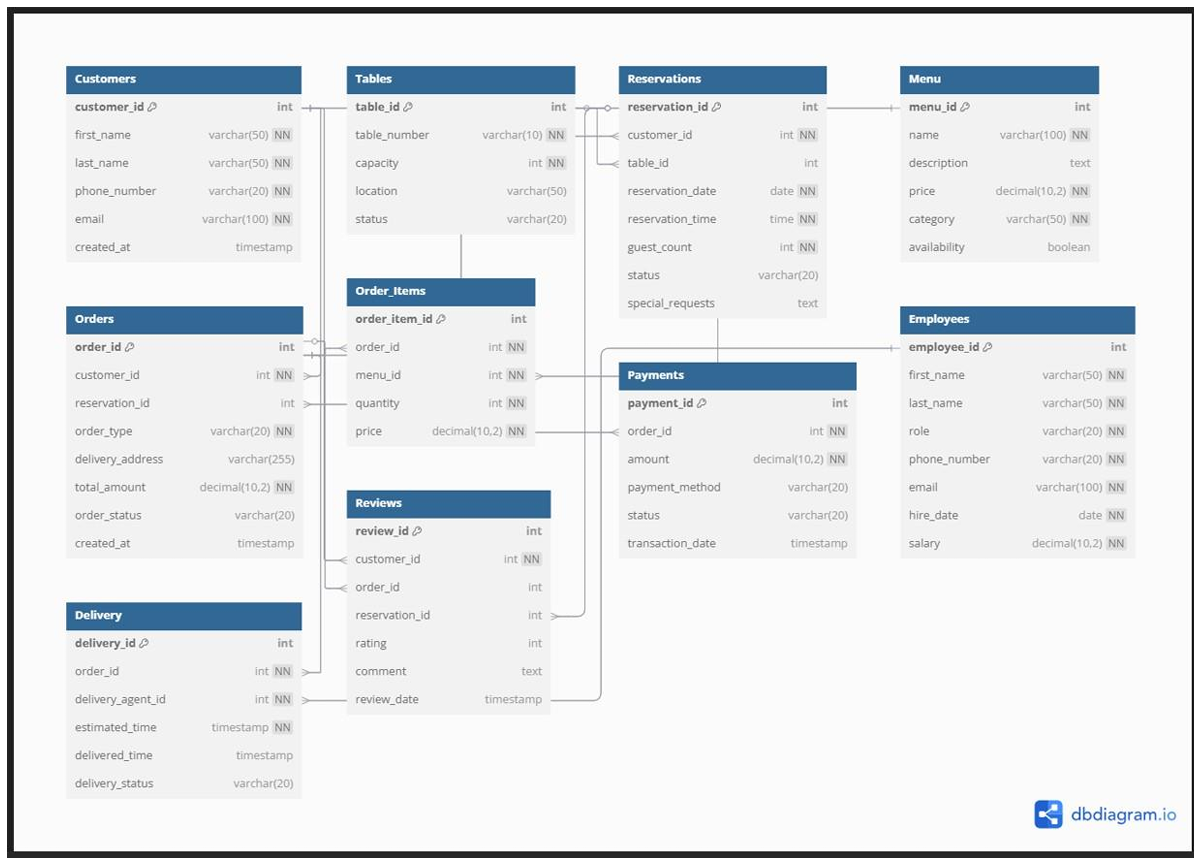 Customers
customer_id int
first_name varchar(50) NN
last_name varchar(50) NN
phone_number varchar(20) NN
email varchar(100) NN
created_at timestamp
Tables
table_id int
table_number varchar(10) NN
capacity int NN
location varchar(50)
status varchar(20)
Reservations
reservation_id int
customer_id int NN
table_id int
reservation_date date NN
reservation_time time NN
guest_count int NN
status varchar(20)
special_requests text
Menu
menu_id int
name varchar(100) NN
description text
price decimal(10,2) NN
category varchar(50) NN
availability boolean
Orders
order_id int
customer_id int NN
reservation_id int
order_type varchar(20) NN
delivery_address varchar(255)
total_amount decimal(10,2) NN
order_status varchar(20)
created_at timestamp
Order_Items
order_item_id int
order_id int NN
menu_id int NN
quantity int NN
price decimal(10,2) NN
Payments
payment_id int
order_id int NN
amount decimal(10,2) NN
payment_method varchar(20)
status varchar(20)
transaction_date timestamp
Employees
employee_id int
first_name varchar(50) NN
last_name varchar(50) NN
role varchar(20) NN
phone_number varchar(20) NN
email varchar(100) NN
hire_date date NN
salary decimal(10,2) NN
Reviews
review_id int
customer_id int NN
order_id int
reservation_id int
rating int
comment text
review_date timestamp
Delivery
delivery_id int
order_id int NN
delivery_agent_id int NN
estimated_time timestamp NN
delivered_time timestamp
delivery_status varchar(20)
dbdiagram.io